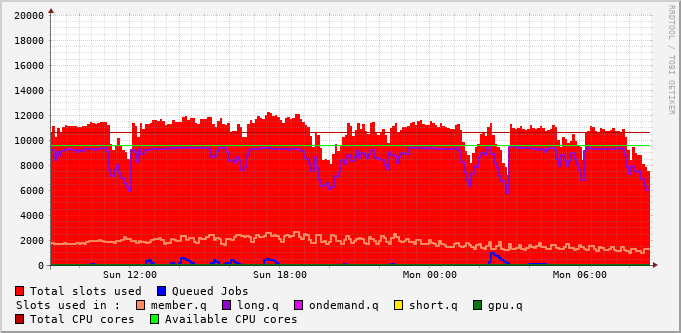 20000
18000
16000
14000
12000
10000
8000
6000
4000
2000
0
Sun 12:00 Sun 18:00 Mon 00:00 Mon 06:00
Total slots used Queued Jobs
Slots used in : member.q long.q ondemand.q short.q gpu.q
Total CPU cores Available CPU cores
RRDTOOL / TOBI OETIKER